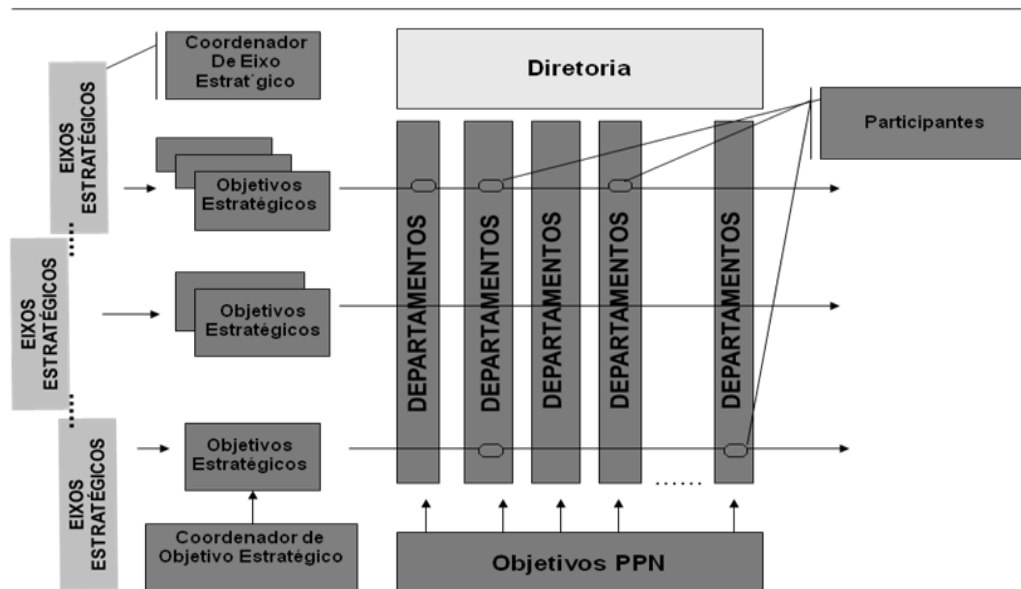 Coordenador
De Eixo
Estrat´gico
Diretoria
Participantes
EIXOS
ESTRATÉGICOS
Objetivos
Estratégicos
EIXOS
ESTRATÉGICOS
Objetivos
Estratégicos
EIXOS
ESTRATÉGICOS
Objetivos
Estratégicos
DEPARTAMENTOS
DEPARTAMENTOS
DEPARTAMENTOS
DEPARTAMENTOS
DEPARTAMENTOS
......
Coordenador de
Objetivo Estratégico
Objetivos PPN